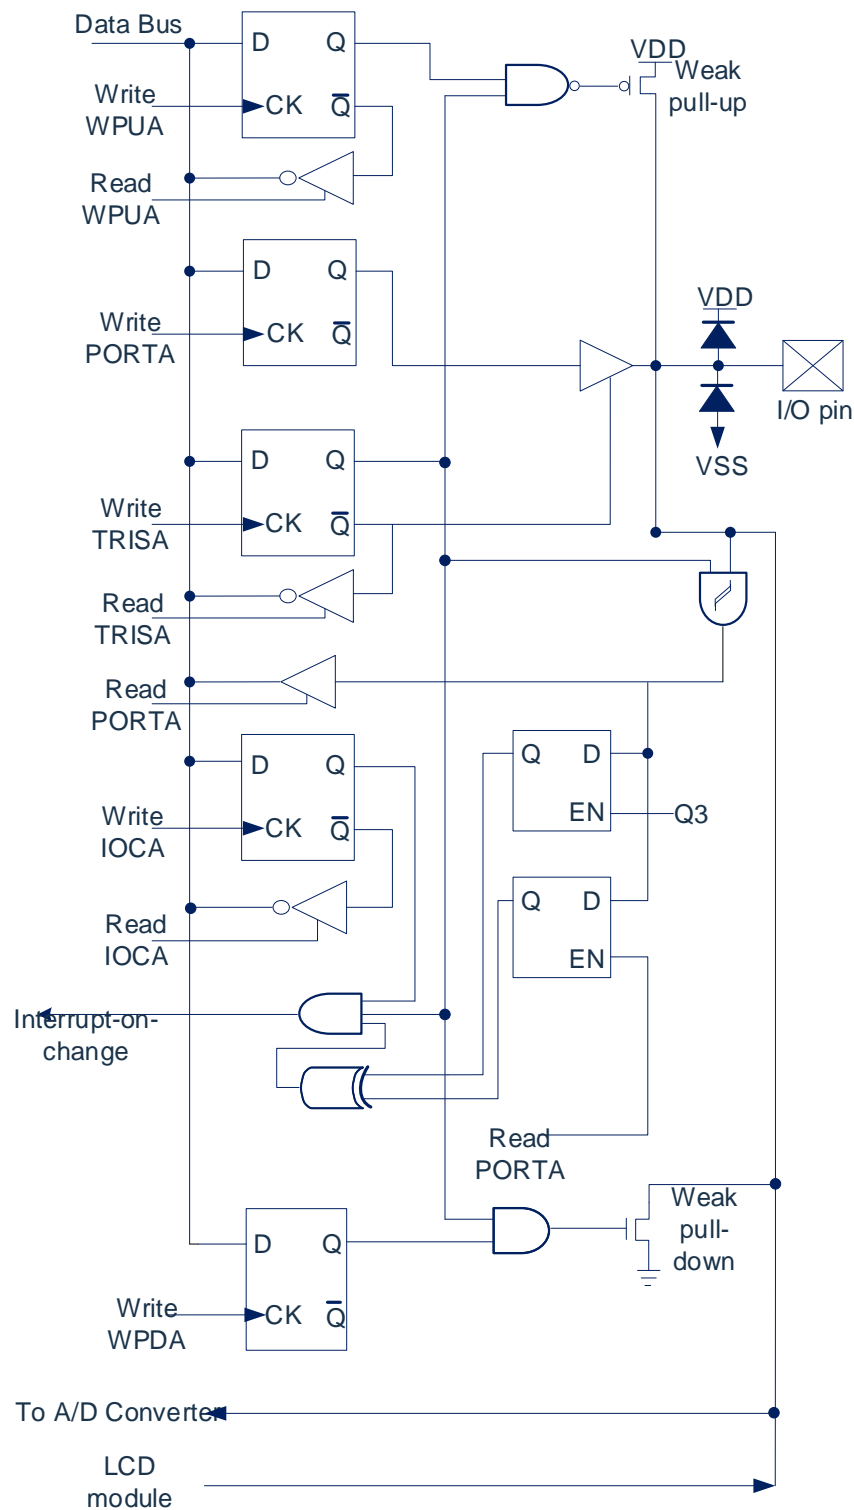 Data Bus
D
Q
Write
WPUA
CK
Q
VDD
Weak
pull-up
Read
WPUA
D
Q
Write
PORTA
CK
Q
VDD
I/O pin
VSS
D
Q
Write
TRISA
CK
Q
Read
TRISA
Read
PORTA
D
Q
Write
IOCA
CK
Q
Q
D
EN
Q3
Read
IOCA
Q
D
EN
Interrupt-on-
change
Read
PORTA
Weak
pull-
down
D
Q
Write
WPDA
CK
Q
To A/D Converter
LCD
module